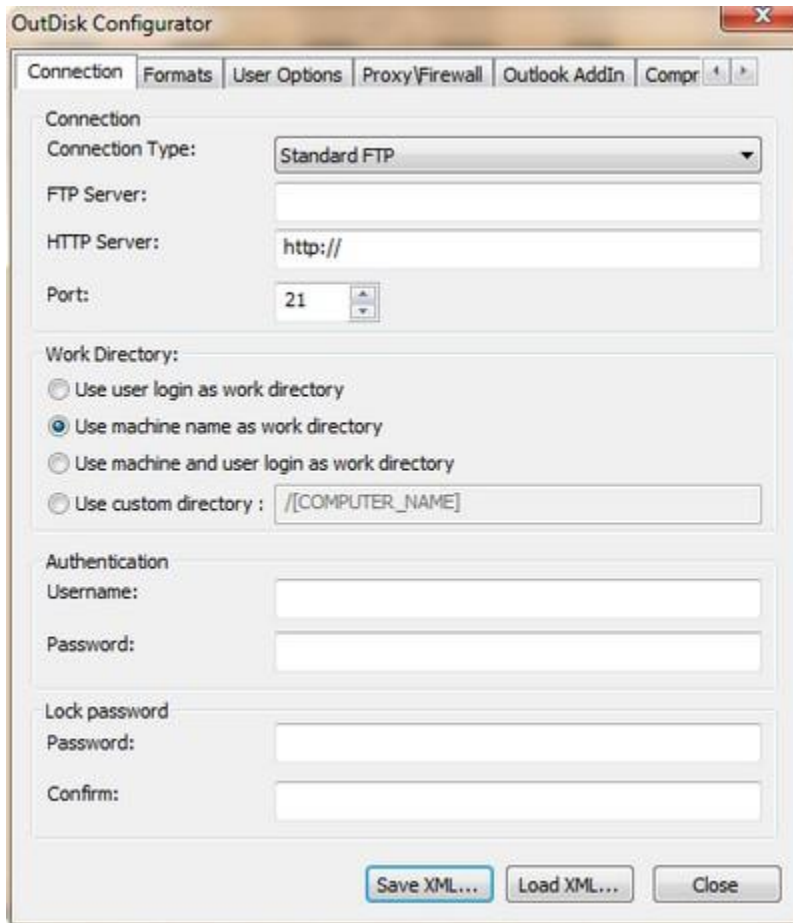 OutDisk Configurator
Connection Formats User Options Proxy\Firewall Outlook AddIn Compr
Connection
Connection Type: Standard FTP
FTP Server:
HTTP Server: http://
Port: 21
Work Directory:
Use user login as work directory
Use machine name as work directory
Use machine and user login as work directory
Use custom directory : /[COMPUTER_NAME]
Authentication
Username:
Password:
Lock password
Password:
Confirm:
Save XML... Load XML... Close